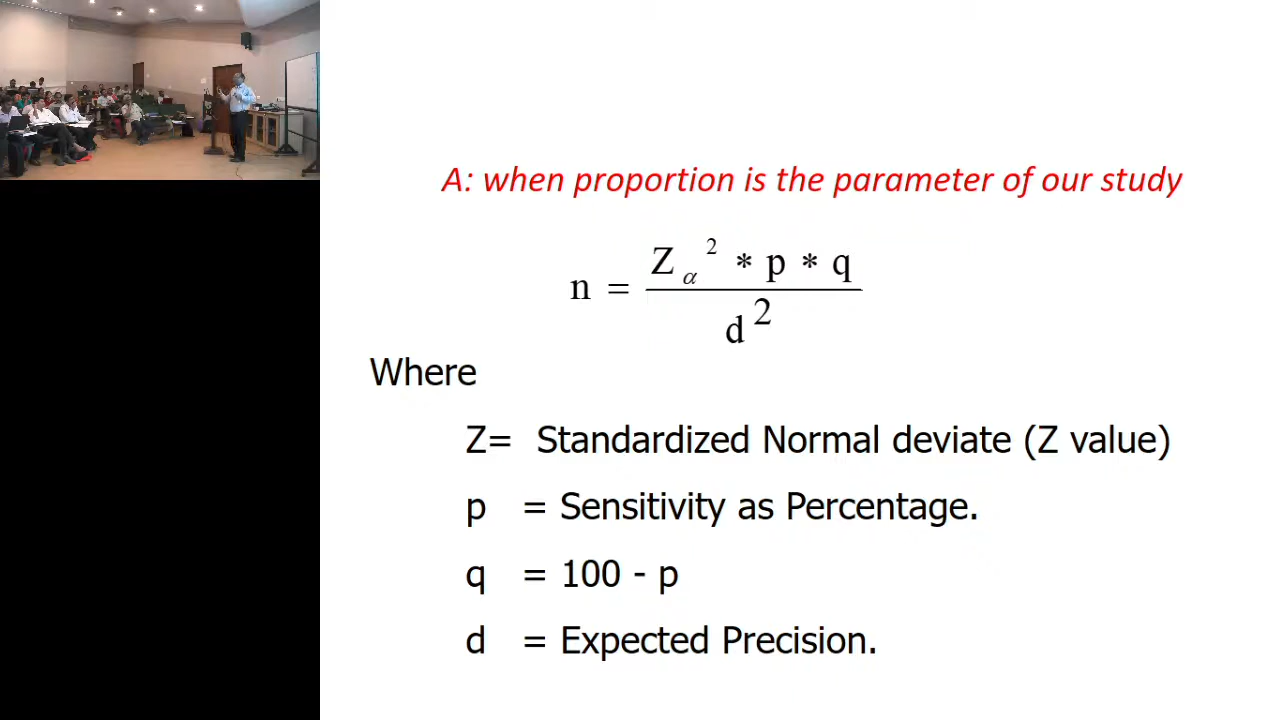 A: when proportion is the parameter of our study
n = Zα² * p * q / d²
Where
Z= Standardized Normal deviate (Z value)
p = Sensitivity as Percentage.
q = 100 - p
d = Expected Precision.